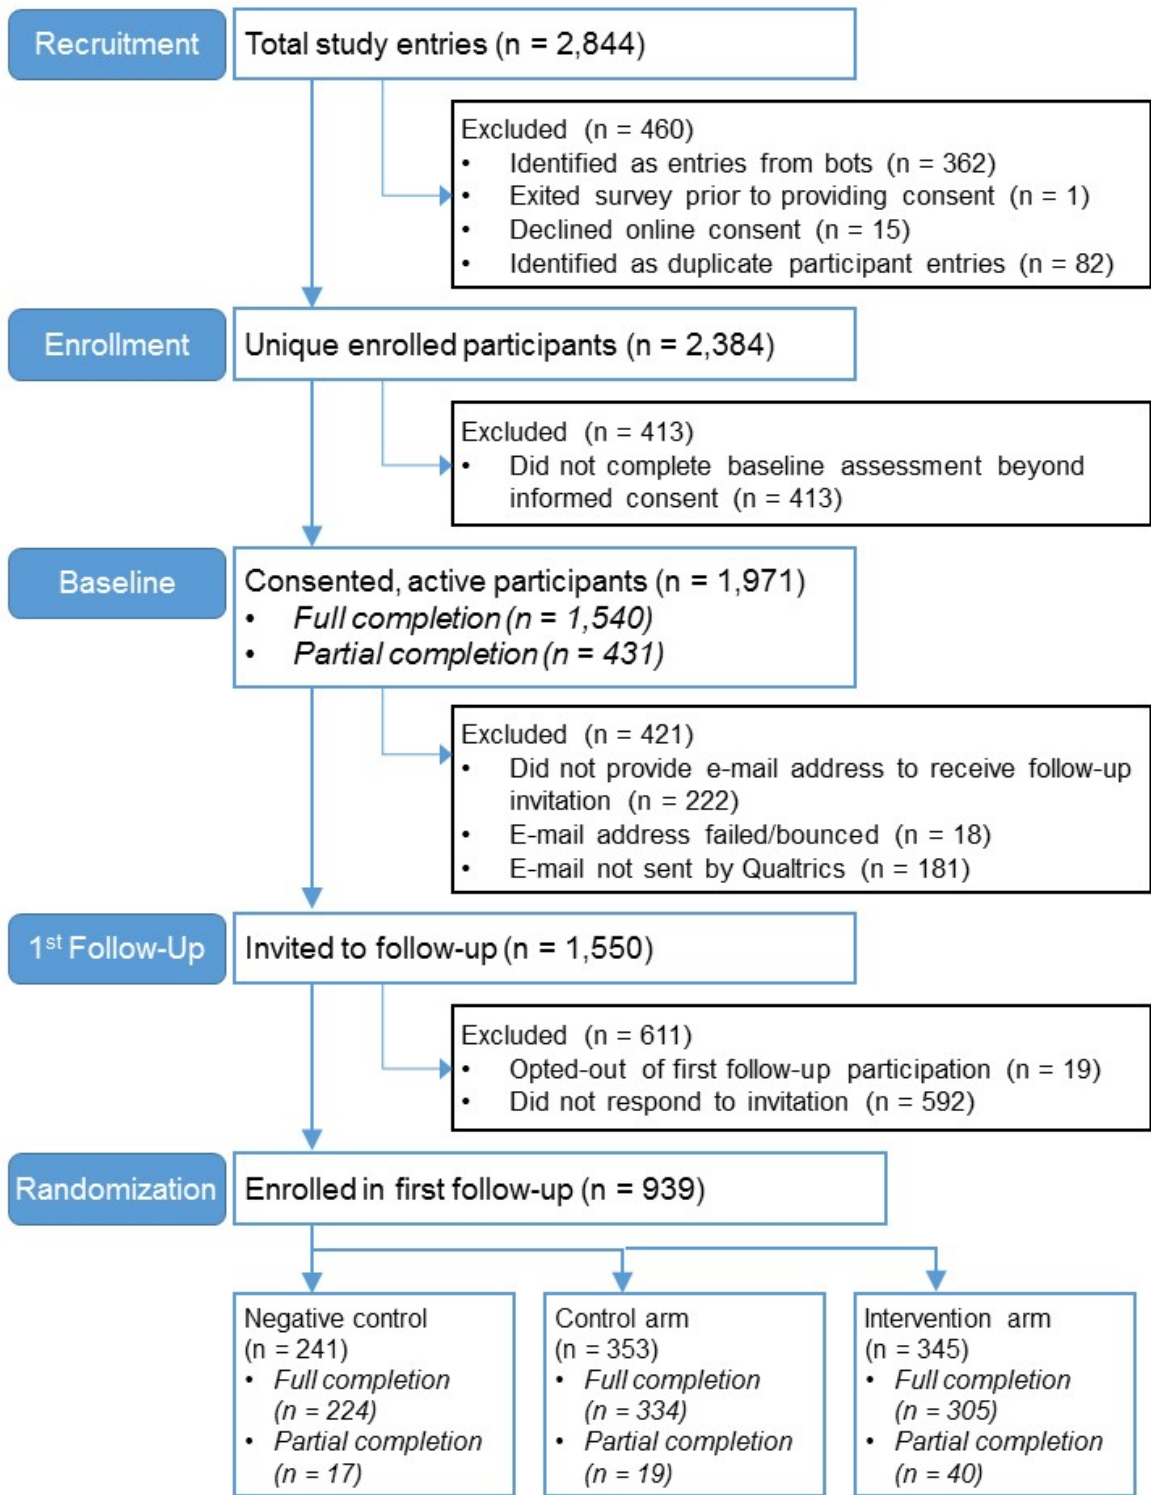 Recruitment
Total study entries (n = 2,844)
Excluded (n = 460)
• Identified as entries from bots (n = 362)
• Exited survey prior to providing consent (n = 1)
• Declined online consent (n = 15)
• Identified as duplicate participant entries (n = 82)
Enrollment
Unique enrolled participants (n = 2,384)
Excluded (n = 413)
• Did not complete baseline assessment beyond
informed consent (n = 413)
Baseline
Consented, active participants (n = 1,971)
• Full completion (n = 1,540)
• Partial completion (n = 431)
Excluded (n = 421)
• Did not provide e-mail address to receive follow-up
invitation (n = 222)
• E-mail address failed/bounced (n = 18)
• E-mail not sent by Qualtrics (n = 181)
1st Follow-Up
Invited to follow-up (n = 1,550)
Excluded (n = 611)
• Opted-out of first follow-up participation (n = 19)
• Did not respond to invitation (n = 592)
Randomization
Enrolled in first follow-up (n = 939)
Negative control
(n = 241)
• Full completion
(n = 224)
• Partial completion
(n = 17)
Control arm
(n = 353)
• Full completion
(n = 334)
• Partial completion
(n = 19)
Intervention arm
(n = 345)
• Full completion
(n = 305)
• Partial completion
(n = 40)